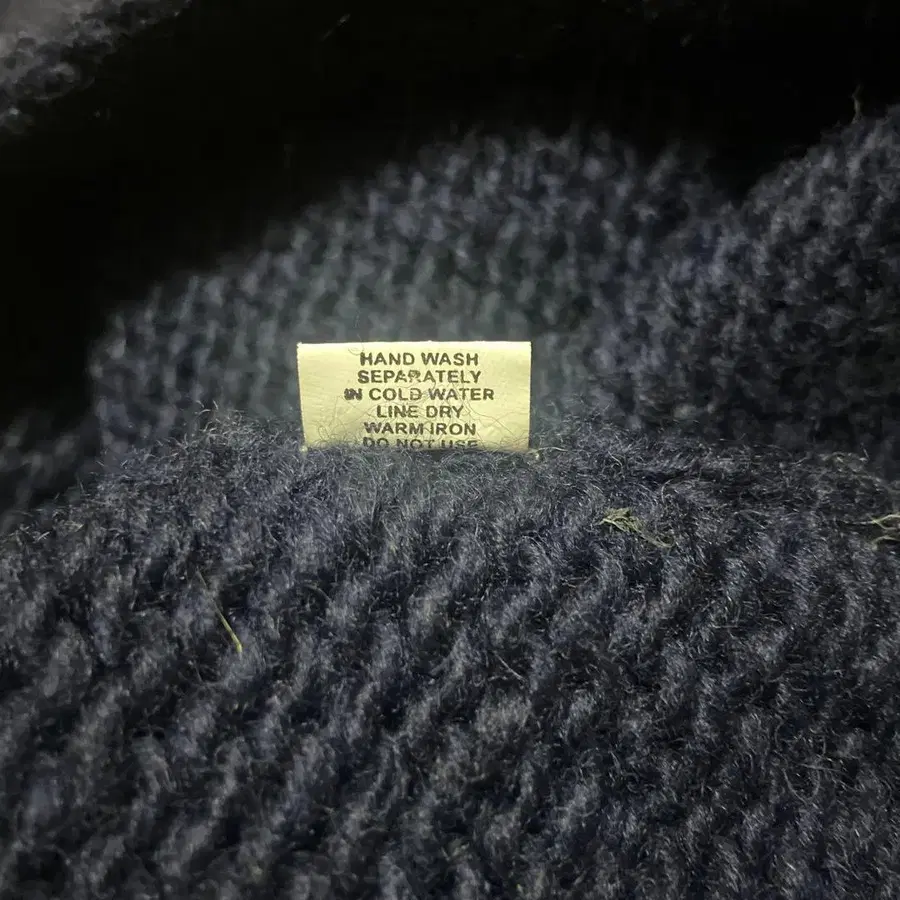 HAND WASH
SEPARATELY
IN COLD WATER
LINE DRY
WARM IRON
DO NOT USE